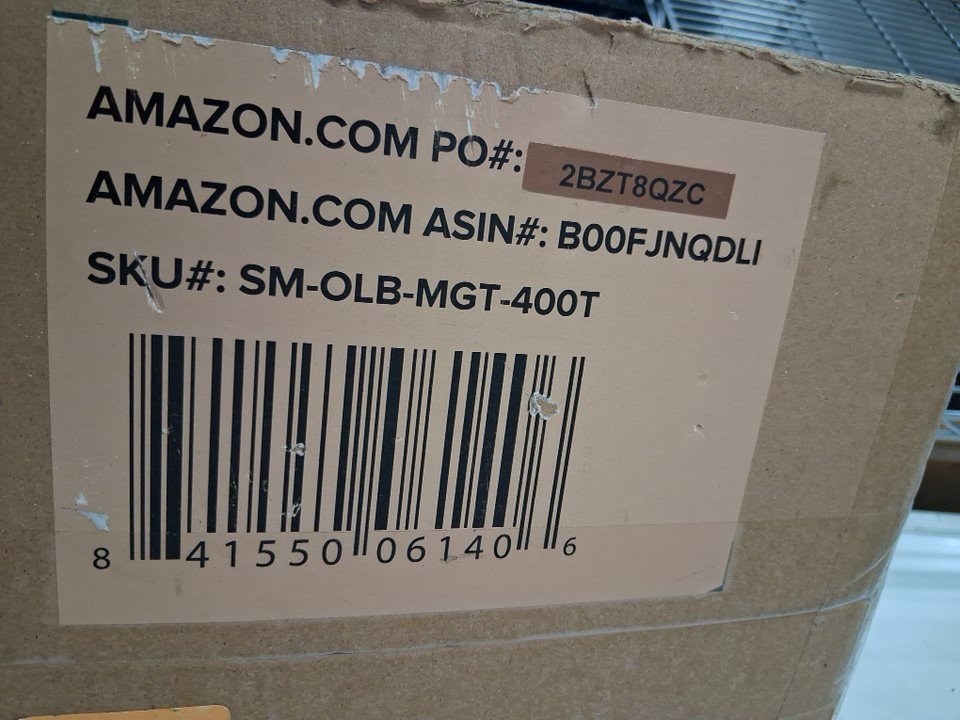 AMAZON.COM PO#: 2BZT8QZC
AMAZON.COM ASIN#: B00FJNQDLI
SKU#: SM-OLB-MGT-400T
8 41550 06140 6